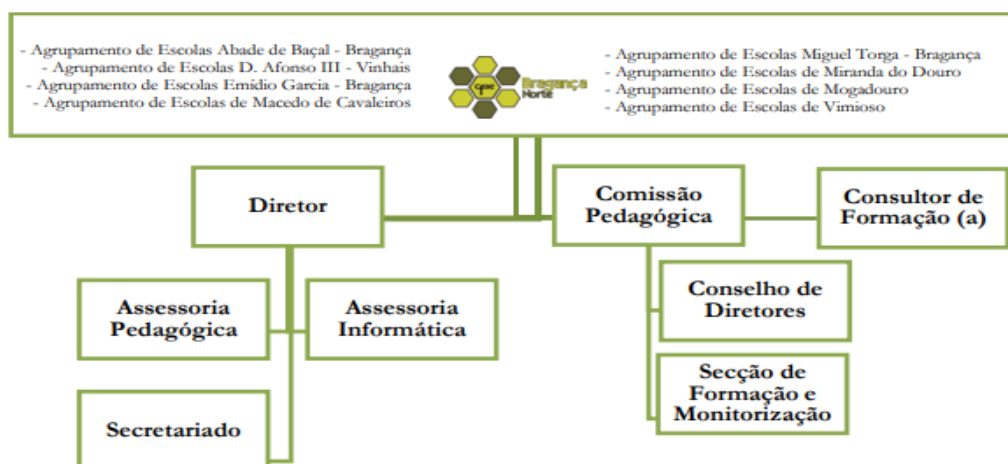 - Agrupamento de Escolas Abade de Baçal - Bragança
- Agrupamento de Escolas D. Afonso III - Vinhais
- Agrupamento de Escolas Emídio Garcia - Bragança
- Agrupamento de Escolas de Macedo de Cavaleiros
cfae
Bragança
Norte
- Agrupamento de Escolas Miguel Torga - Bragança
- Agrupamento de Escolas de Miranda do Douro
- Agrupamento de Escolas de Mogadouro
- Agrupamento de Escolas de Vimioso
Diretor
Comissão
Pedagógica
Consultor de
Formação (a)
Assessoria
Pedagógica
Assessoria
Informática
Conselho de
Diretores
Secretariado
Secção de
Formação e
Monitorização